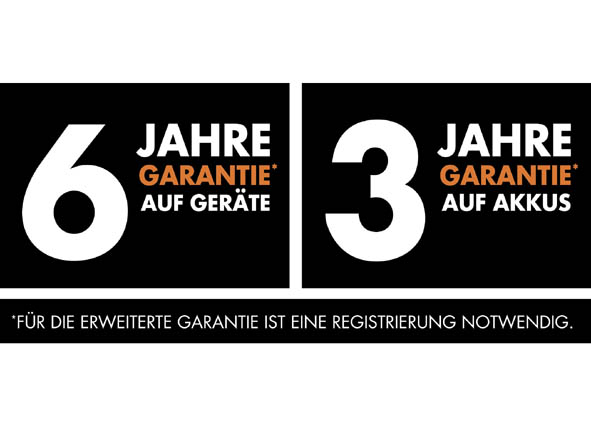 6 JAHRE
GARANTIE*
AUF GERÄTE
3 JAHRE
GARANTIE*
AUF AKKUS
*FÜR DIE ERWEITERTE GARANTIE IST EINE REGISTRIERUNG NOTWENDIG.